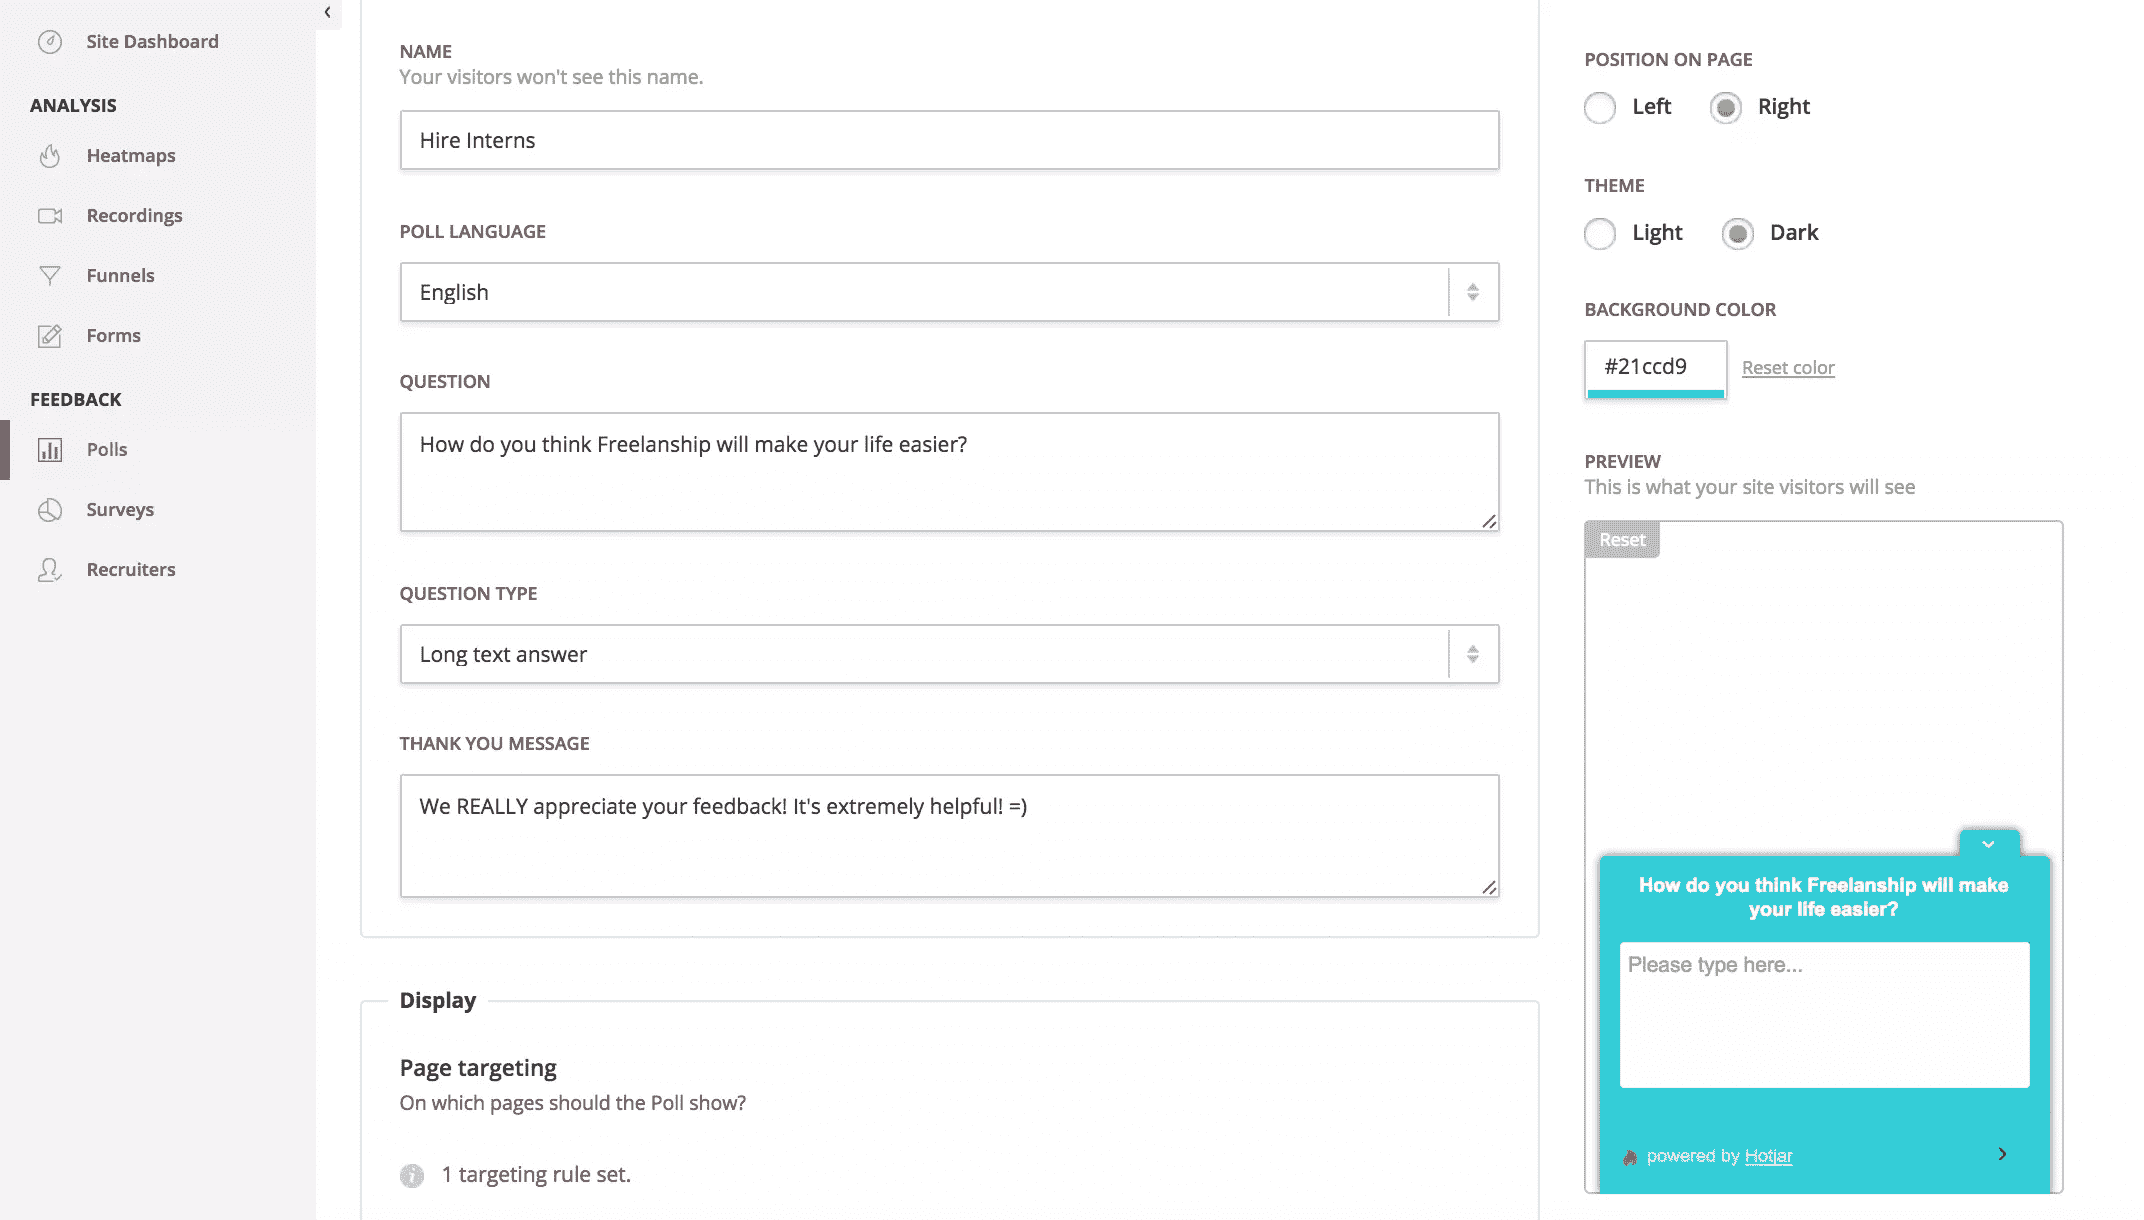 Site Dashboard
ANALYSIS
Heatmaps
Recordings
Funnels
Forms
FEEDBACK
Polls
Surveys
Recruiters
NAME
Your visitors won't see this name.
Hire Interns
POLL LANGUAGE
English
QUESTION
How do you think Freelanship will make your life easier?
QUESTION TYPE
Long text answer
THANK YOU MESSAGE
We REALLY appreciate your feedback! It's extremely helpful! =)
Display
Page targeting
On which pages should the Poll show?
1 targeting rule set.
POSITION ON PAGE
Left Right
THEME
Light Dark
BACKGROUND COLOR
#21ccd9 Reset color
PREVIEW
This is what your site visitors will see
Reset
How do you think Freelanship will make
your life easier?
Please type here...
powered by Hotjar